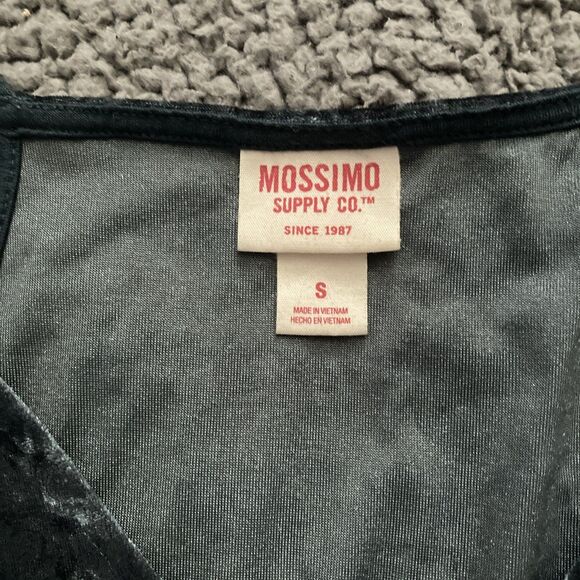 MOSSIMO
SUPPLY CO.™
SINCE 1987
S
MADE IN VIETNAM
HECHO EN VIETNAM